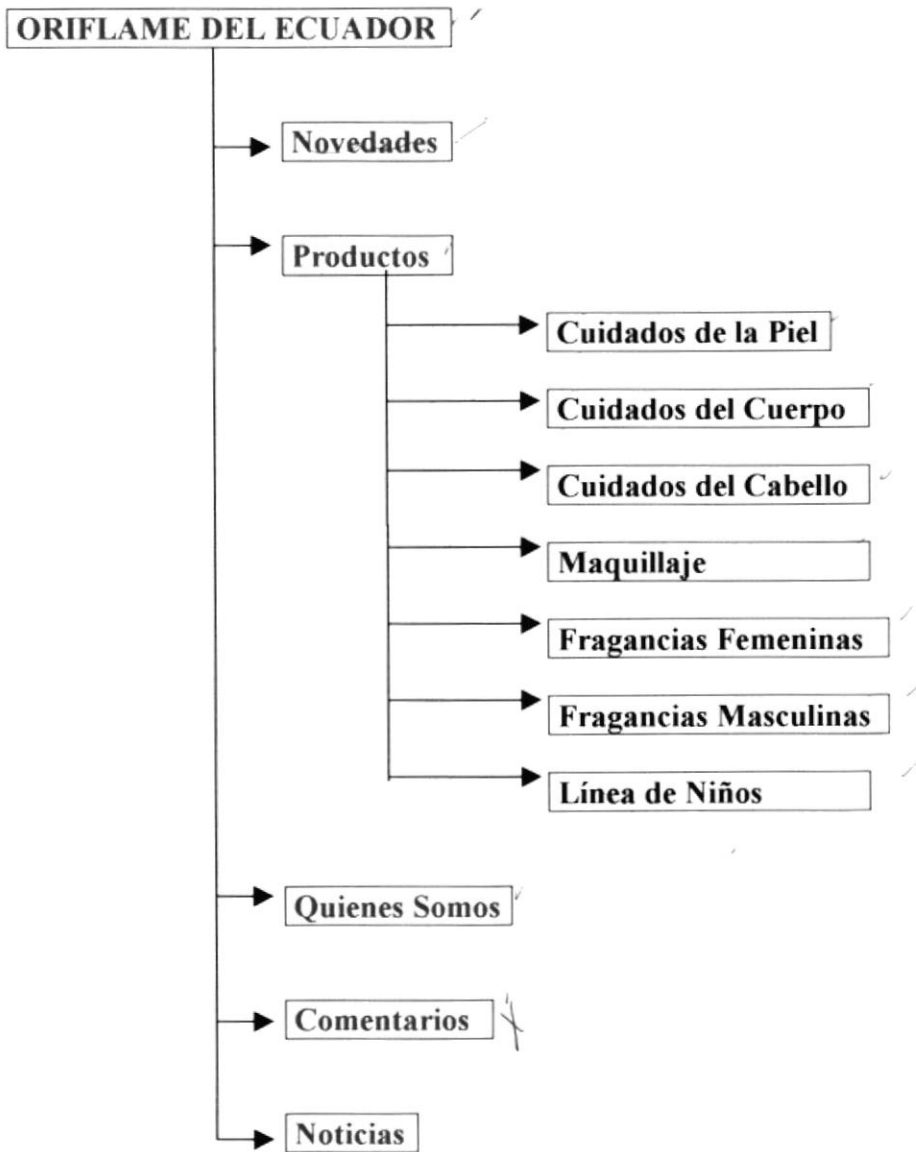 ORIFLAME DEL ECUADOR
Novedades
Productos
Cuidados de la Piel
Cuidados del Cuerpo
Cuidados del Cabello
Maquillaje
Fragancias Femeninas
Fragancias Masculinas
Línea de Niños
Quienes Somos
Comentarios
Noticias